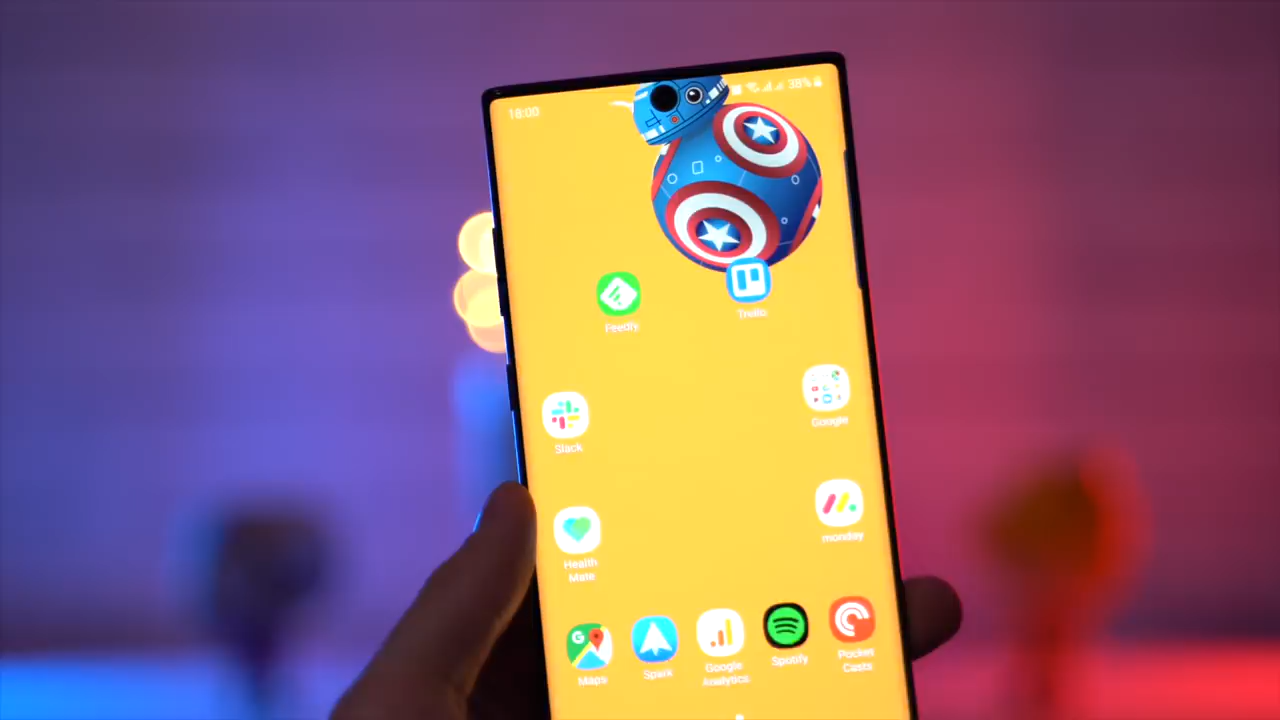 18:00
38%
Feedly
Trello
Slack
Google
Health
Mate
monday
Maps
Spark
Google
Analytics
Spotify
Pocket
Casts